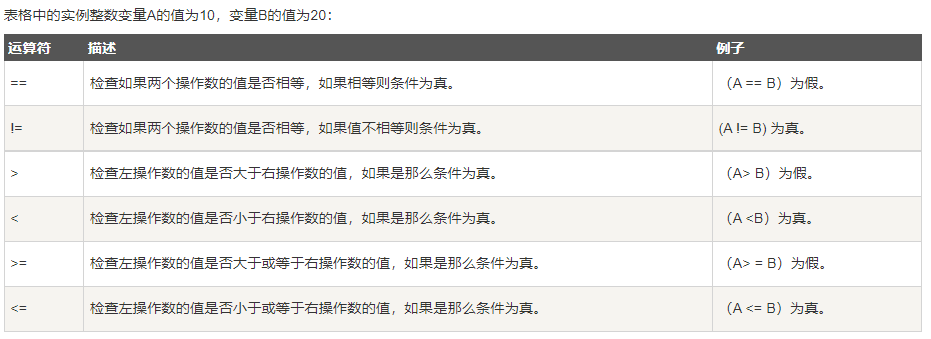 表格中的实例整数变量A的值为10，变量B的值为20：
运算符 描述 例子
== 检查如果两个操作数的值是否相等，如果相等则条件为真。 （A == B）为假。
!= 检查如果两个操作数的值是否相等，如果值不相等则条件为真。 (A != B) 为真。
> 检查左操作数的值是否大于右操作数的值，如果是那么条件为真。 （A> B）为假。
< 检查左操作数的值是否小于右操作数的值，如果是那么条件为真。 （A <B）为真。
>= 检查左操作数的值是否大于或等于右操作数的值，如果是那么条件为真。 （A> = B）为假。
<= 检查左操作数的值是否小于或等于右操作数的值，如果是那么条件为真。 （A <= B）为真。